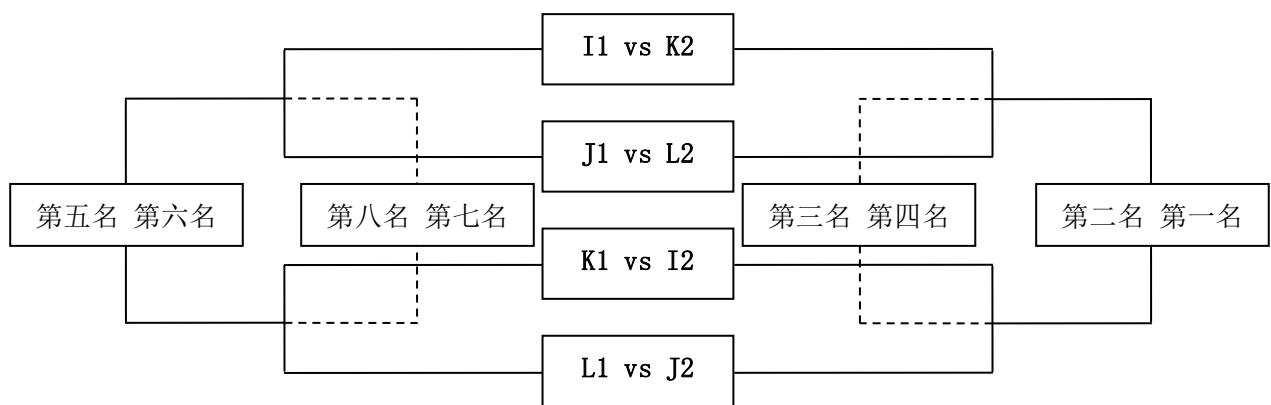 I1 vs K2
J1 vs L2
第五名 第六名
第八名 第七名
第三名 第四名
第二名 第一名
K1 vs I2
L1 vs J2